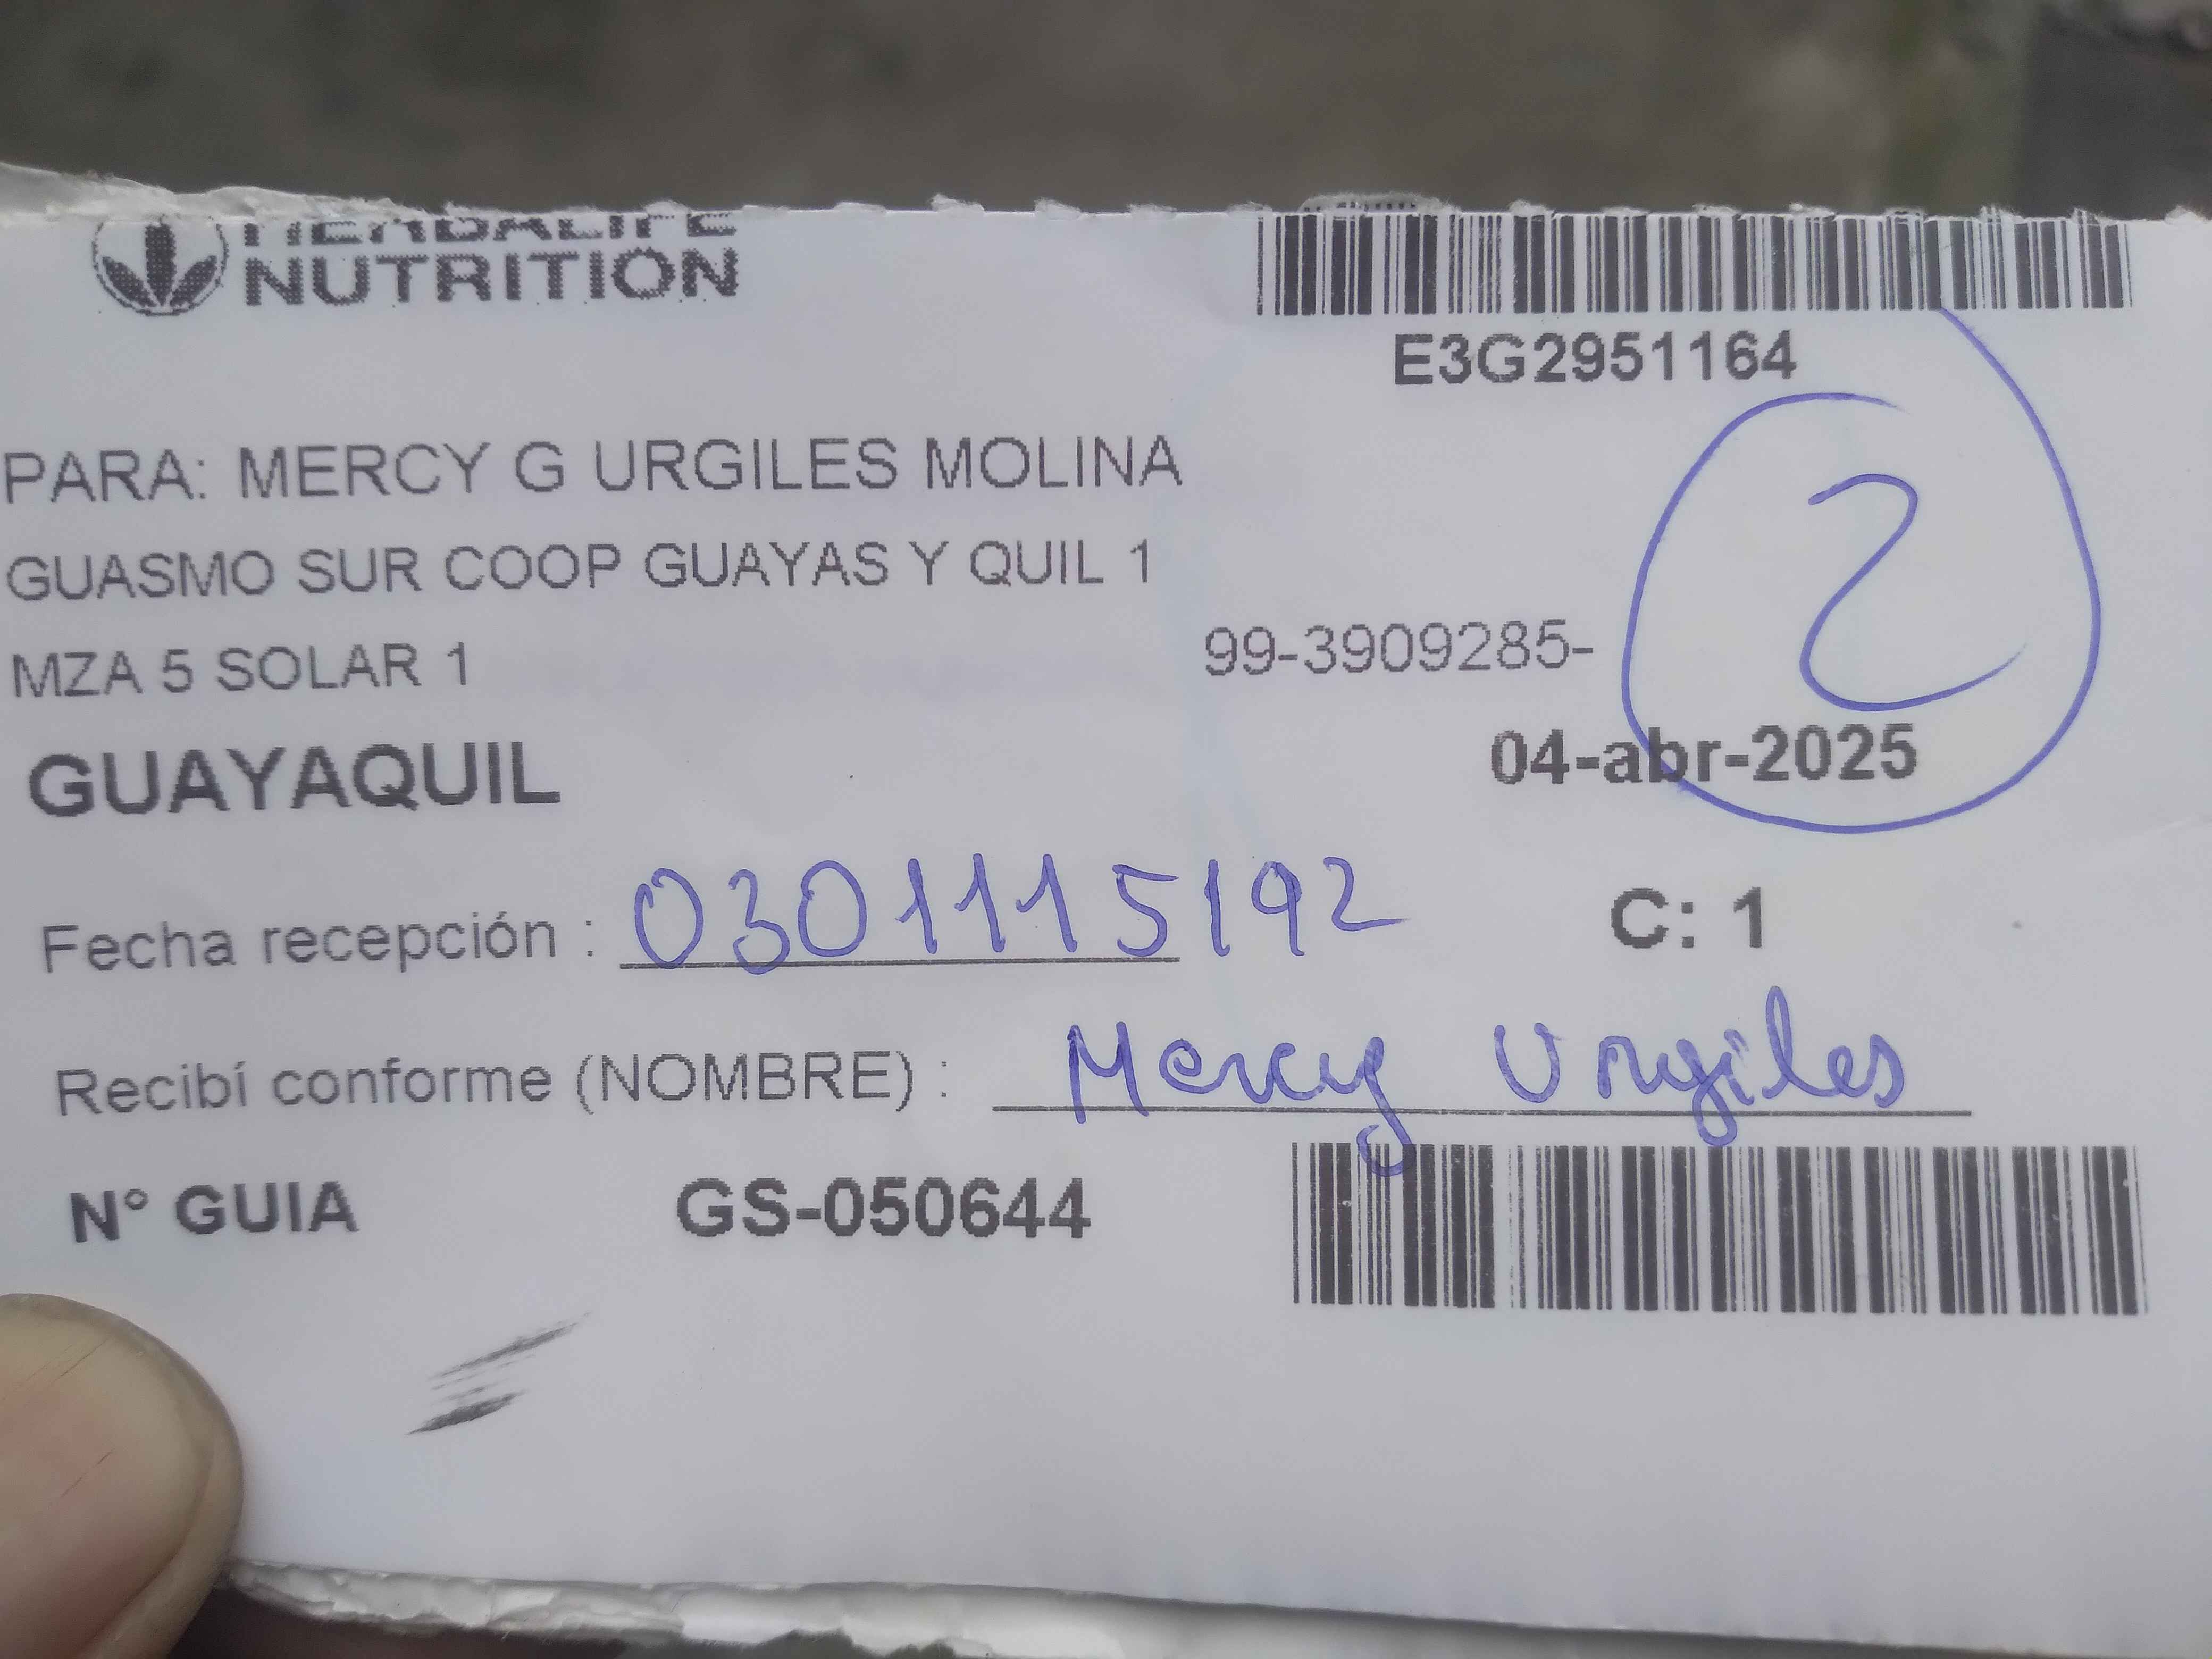 HERBALIFE
NUTRITION
E3G2951164
PARA: MERCY G URGILES MOLINA
GUASMO SUR COOP GUAYAS Y QUIL 1
MZA 5 SOLAR 1
99-3909285-
2
GUAYAQUIL
04-abr-2025
Fecha recepción : 0301115192
C: 1
Recibí conforme (NOMBRE) : Mercy Urgiles
N° GUIA GS-050644